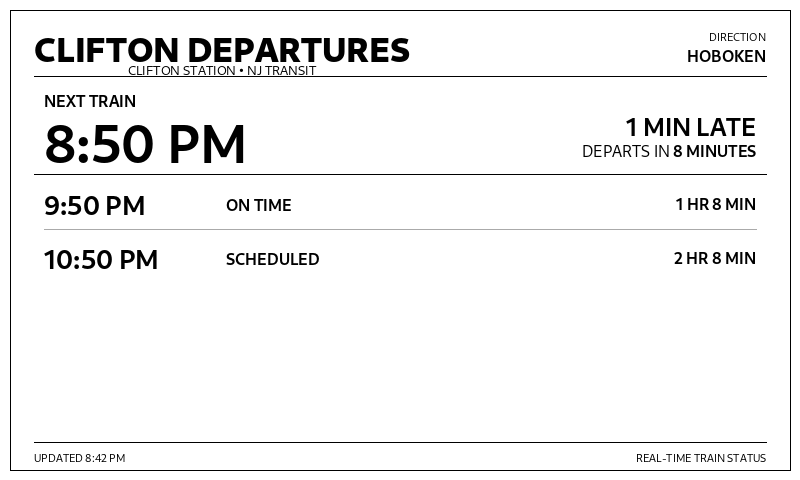 CLIFTON DEPARTURES
CLIFTON STATION • NJ TRANSIT
DIRECTION
HOBOKEN
NEXT TRAIN
8:50 PM
1 MIN LATE
DEPARTS IN 8 MINUTES
9:50 PM ON TIME 1 HR 8 MIN
10:50 PM SCHEDULED 2 HR 8 MIN
UPDATED 8:42 PM
REAL-TIME TRAIN STATUS